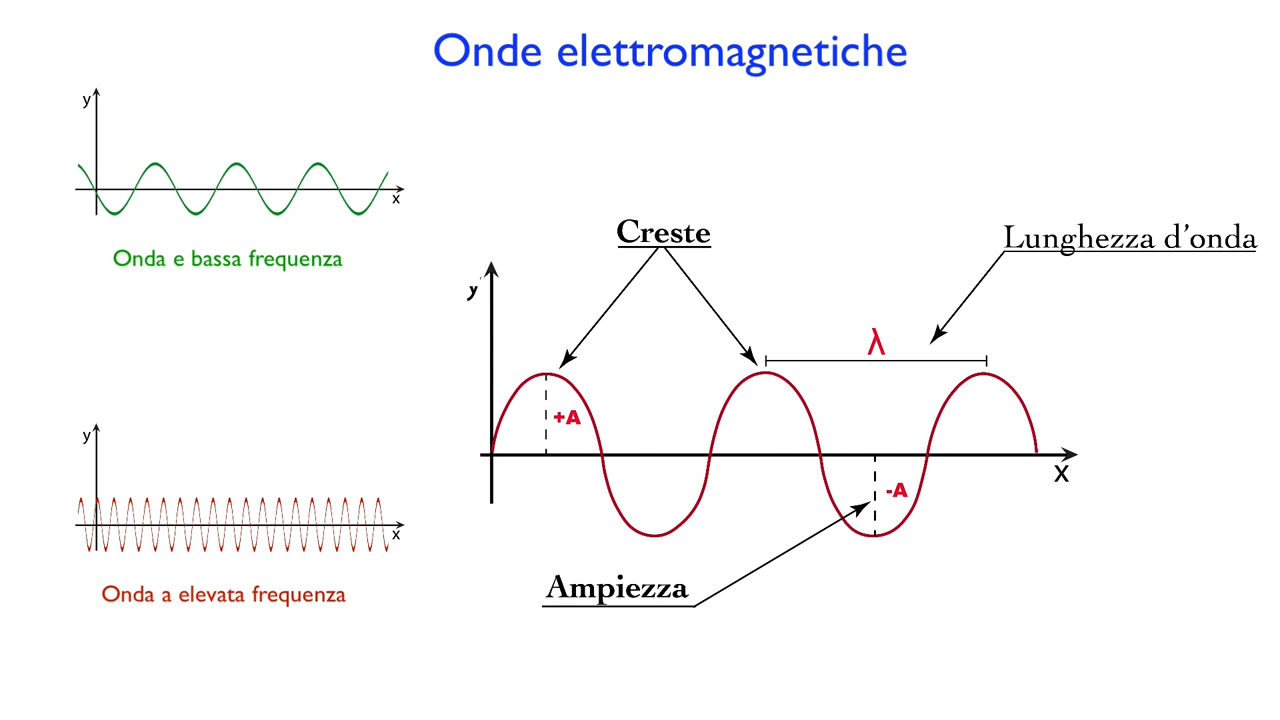 Onde elettromagnetiche
y
x
Onda e bassa frequenza
y
x
Onda a elevata frequenza
Creste
Lunghezza d'onda
y
λ
+A
-A
X
Ampiezza